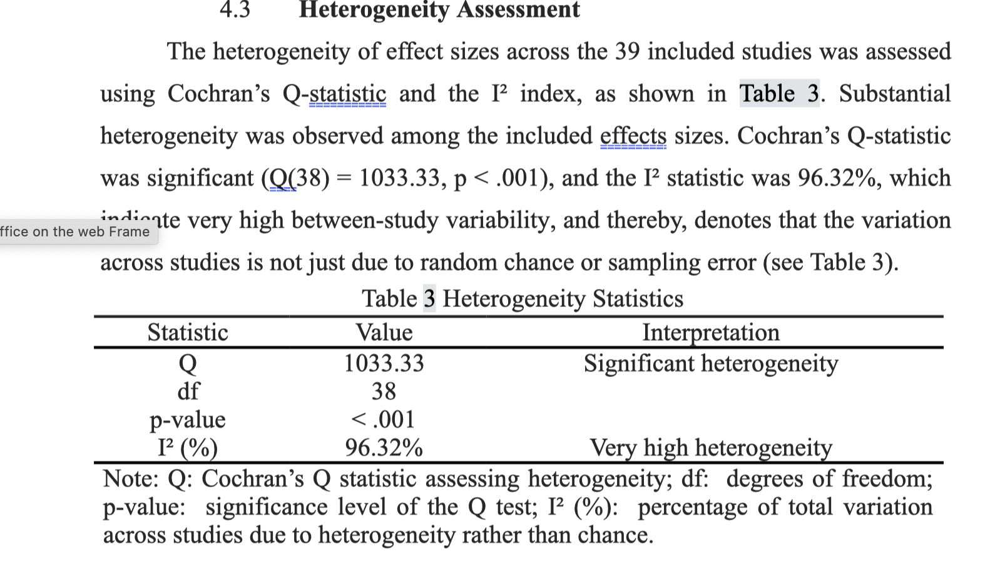 4.3 Heterogeneity Assessment
The heterogeneity of effect sizes across the 39 included studies was assessed
using Cochran’s Q-statistic and the I² index, as shown in Table 3. Substantial
heterogeneity was observed among the included effects sizes. Cochran’s Q-statistic
was significant (Q(38) = 1033.33, p < .001), and the I² statistic was 96.32%, which
indicate very high between-study variability, and thereby, denotes that the variation
ffice on the web Frame
across studies is not just due to random chance or sampling error (see Table 3).
Table 3 Heterogeneity Statistics
Statistic Value Interpretation
Q 1033.33 Significant heterogeneity
df 38
p-value < .001
I² (%) 96.32% Very high heterogeneity
Note: Q: Cochran’s Q statistic assessing heterogeneity; df: degrees of freedom;
p-value: significance level of the Q test; I² (%): percentage of total variation
across studies due to heterogeneity rather than chance.